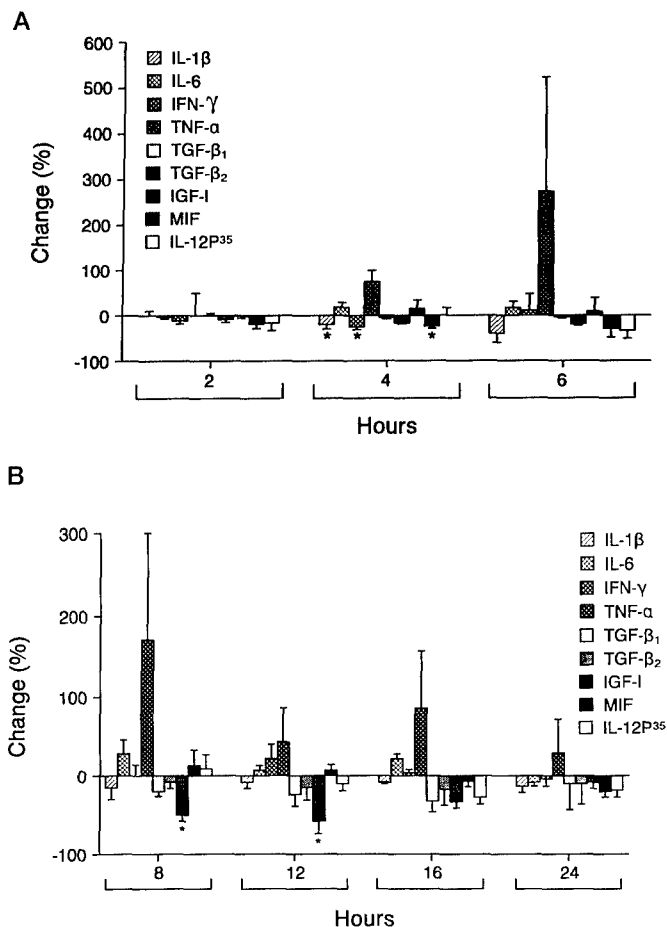 A
600
500
400
300
200
100
0
-100
Change (%)
IL-1β
IL-6
IFN-γ
TNF-α
TGF-β₁
TGF-β₂
IGF-I
MIF
IL-12P³⁵
* * *
2 4 6
Hours
B
300
200
100
0
-100
Change (%)
IL-1β
IL-6
IFN-γ
TNF-α
TGF-β₁
TGF-β₂
IGF-I
MIF
IL-12P³⁵
* *
8 12 16 24
Hours